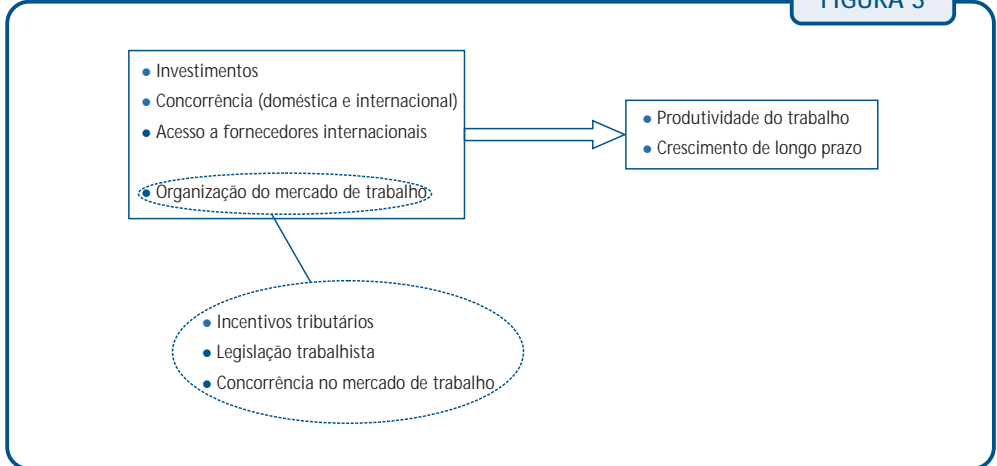 FIGURA 3
• Investimentos
• Concorrência (doméstica e internacional)
• Acesso a fornecedores internacionais
• Organização do mercado de trabalho
• Produtividade do trabalho
• Crescimento de longo prazo
• Incentivos tributários
• Legislação trabalhista
• Concorrência no mercado de trabalho